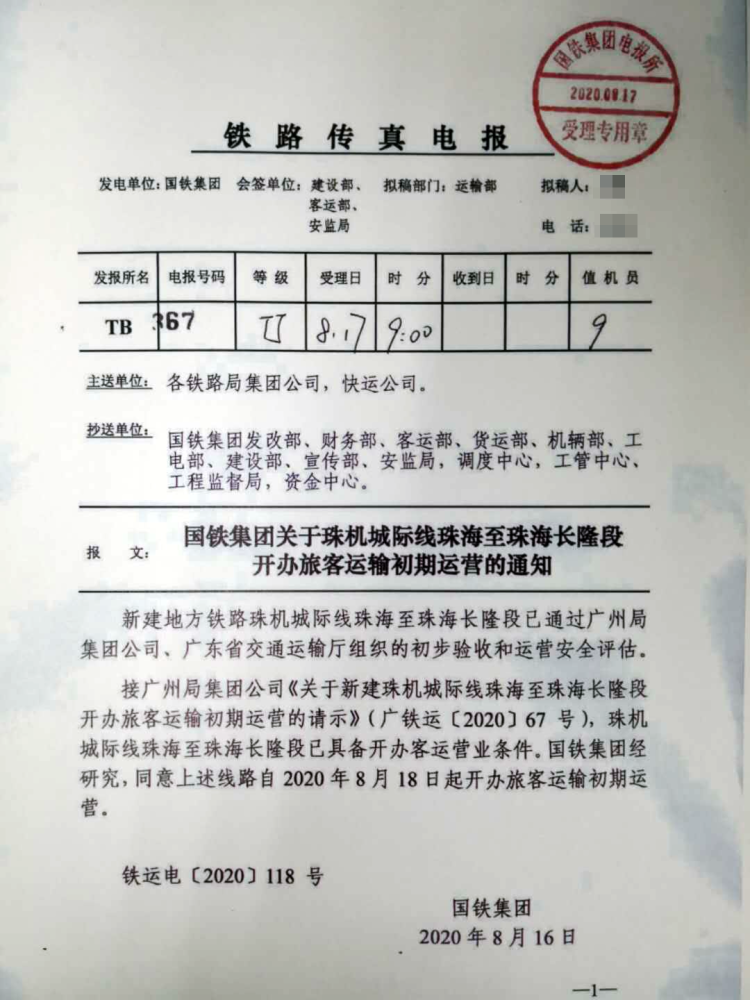 国铁集团电报所
2020.08.17
受理专用章
铁路传真电报
发电单位：国铁集团 会签单位：建设部、 拟稿部门：运输部 拟稿人：
客运部、
安监局 电 话：
发报所名 电报号码 等 级 受理日 时 分 收到日 时 分 值机员
TB 367 8.17 9:00 9
主送单位： 各铁路局集团公司，快运公司。
抄送单位： 国铁集团发改部、财务部、客运部、货运部、机辆部、工
电部、建设部、宣传部、安监局，调度中心，工管中心、
工程监督局，资金中心。
报 文： 国铁集团关于珠机城际线珠海至珠海长隆段
开办旅客运输初期运营的通知
新建地方铁路珠机城际线珠海至珠海长隆段已通过广州局
集团公司、广东省交通运输厅组织的初步验收和运营安全评估。
接广州局集团公司《关于新建珠机城际线珠海至珠海长隆段
开办旅客运输初期运营的请示》（广铁运〔2020〕67 号），珠机
城际线珠海至珠海长隆段已具备开办客运营业条件。国铁集团经
研究，同意上述线路自 2020 年 8 月 18 日起开办旅客运输初期运
营。
铁运电〔2020〕118 号
国铁集团
2020 年 8 月 16 日
—1—